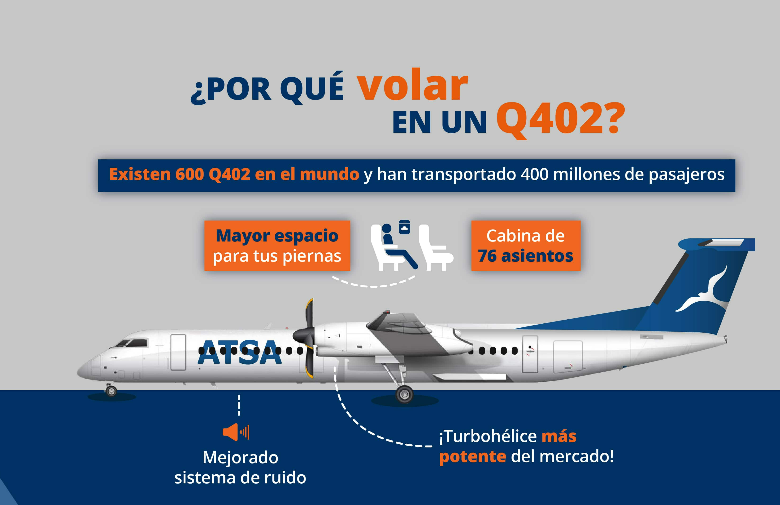 ¿POR QUÉ volar
EN UN Q402?
Existen 600 Q402 en el mundo y han transportado 400 millones de pasajeros
Mayor espacio
para tus piernas
Cabina de
76 asientos
ATSA
Mejorado
sistema de ruido
¡Turbohélice más
potente del mercado!